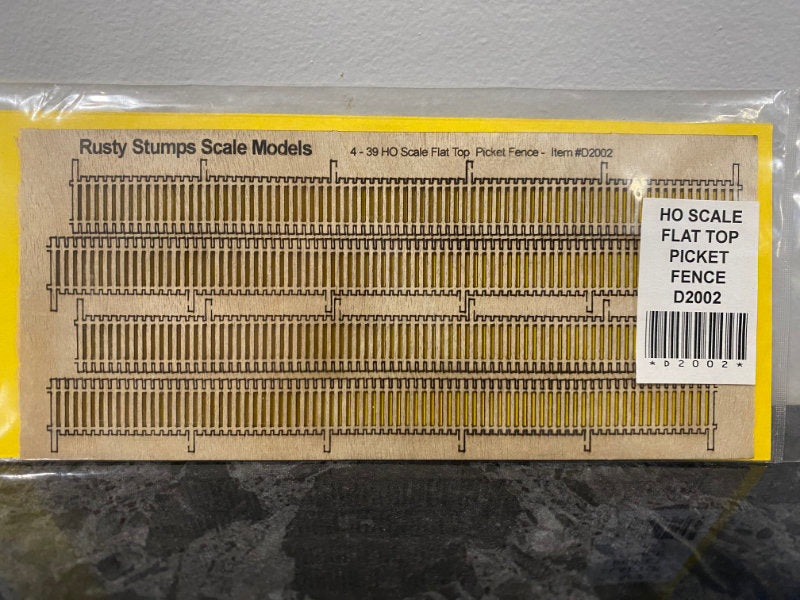 Rusty Stumps Scale Models
4 - 39 HO Scale Flat Top Picket Fence - Item #D2002
HO SCALE
FLAT TOP
PICKET
FENCE
D2002
*D2002*